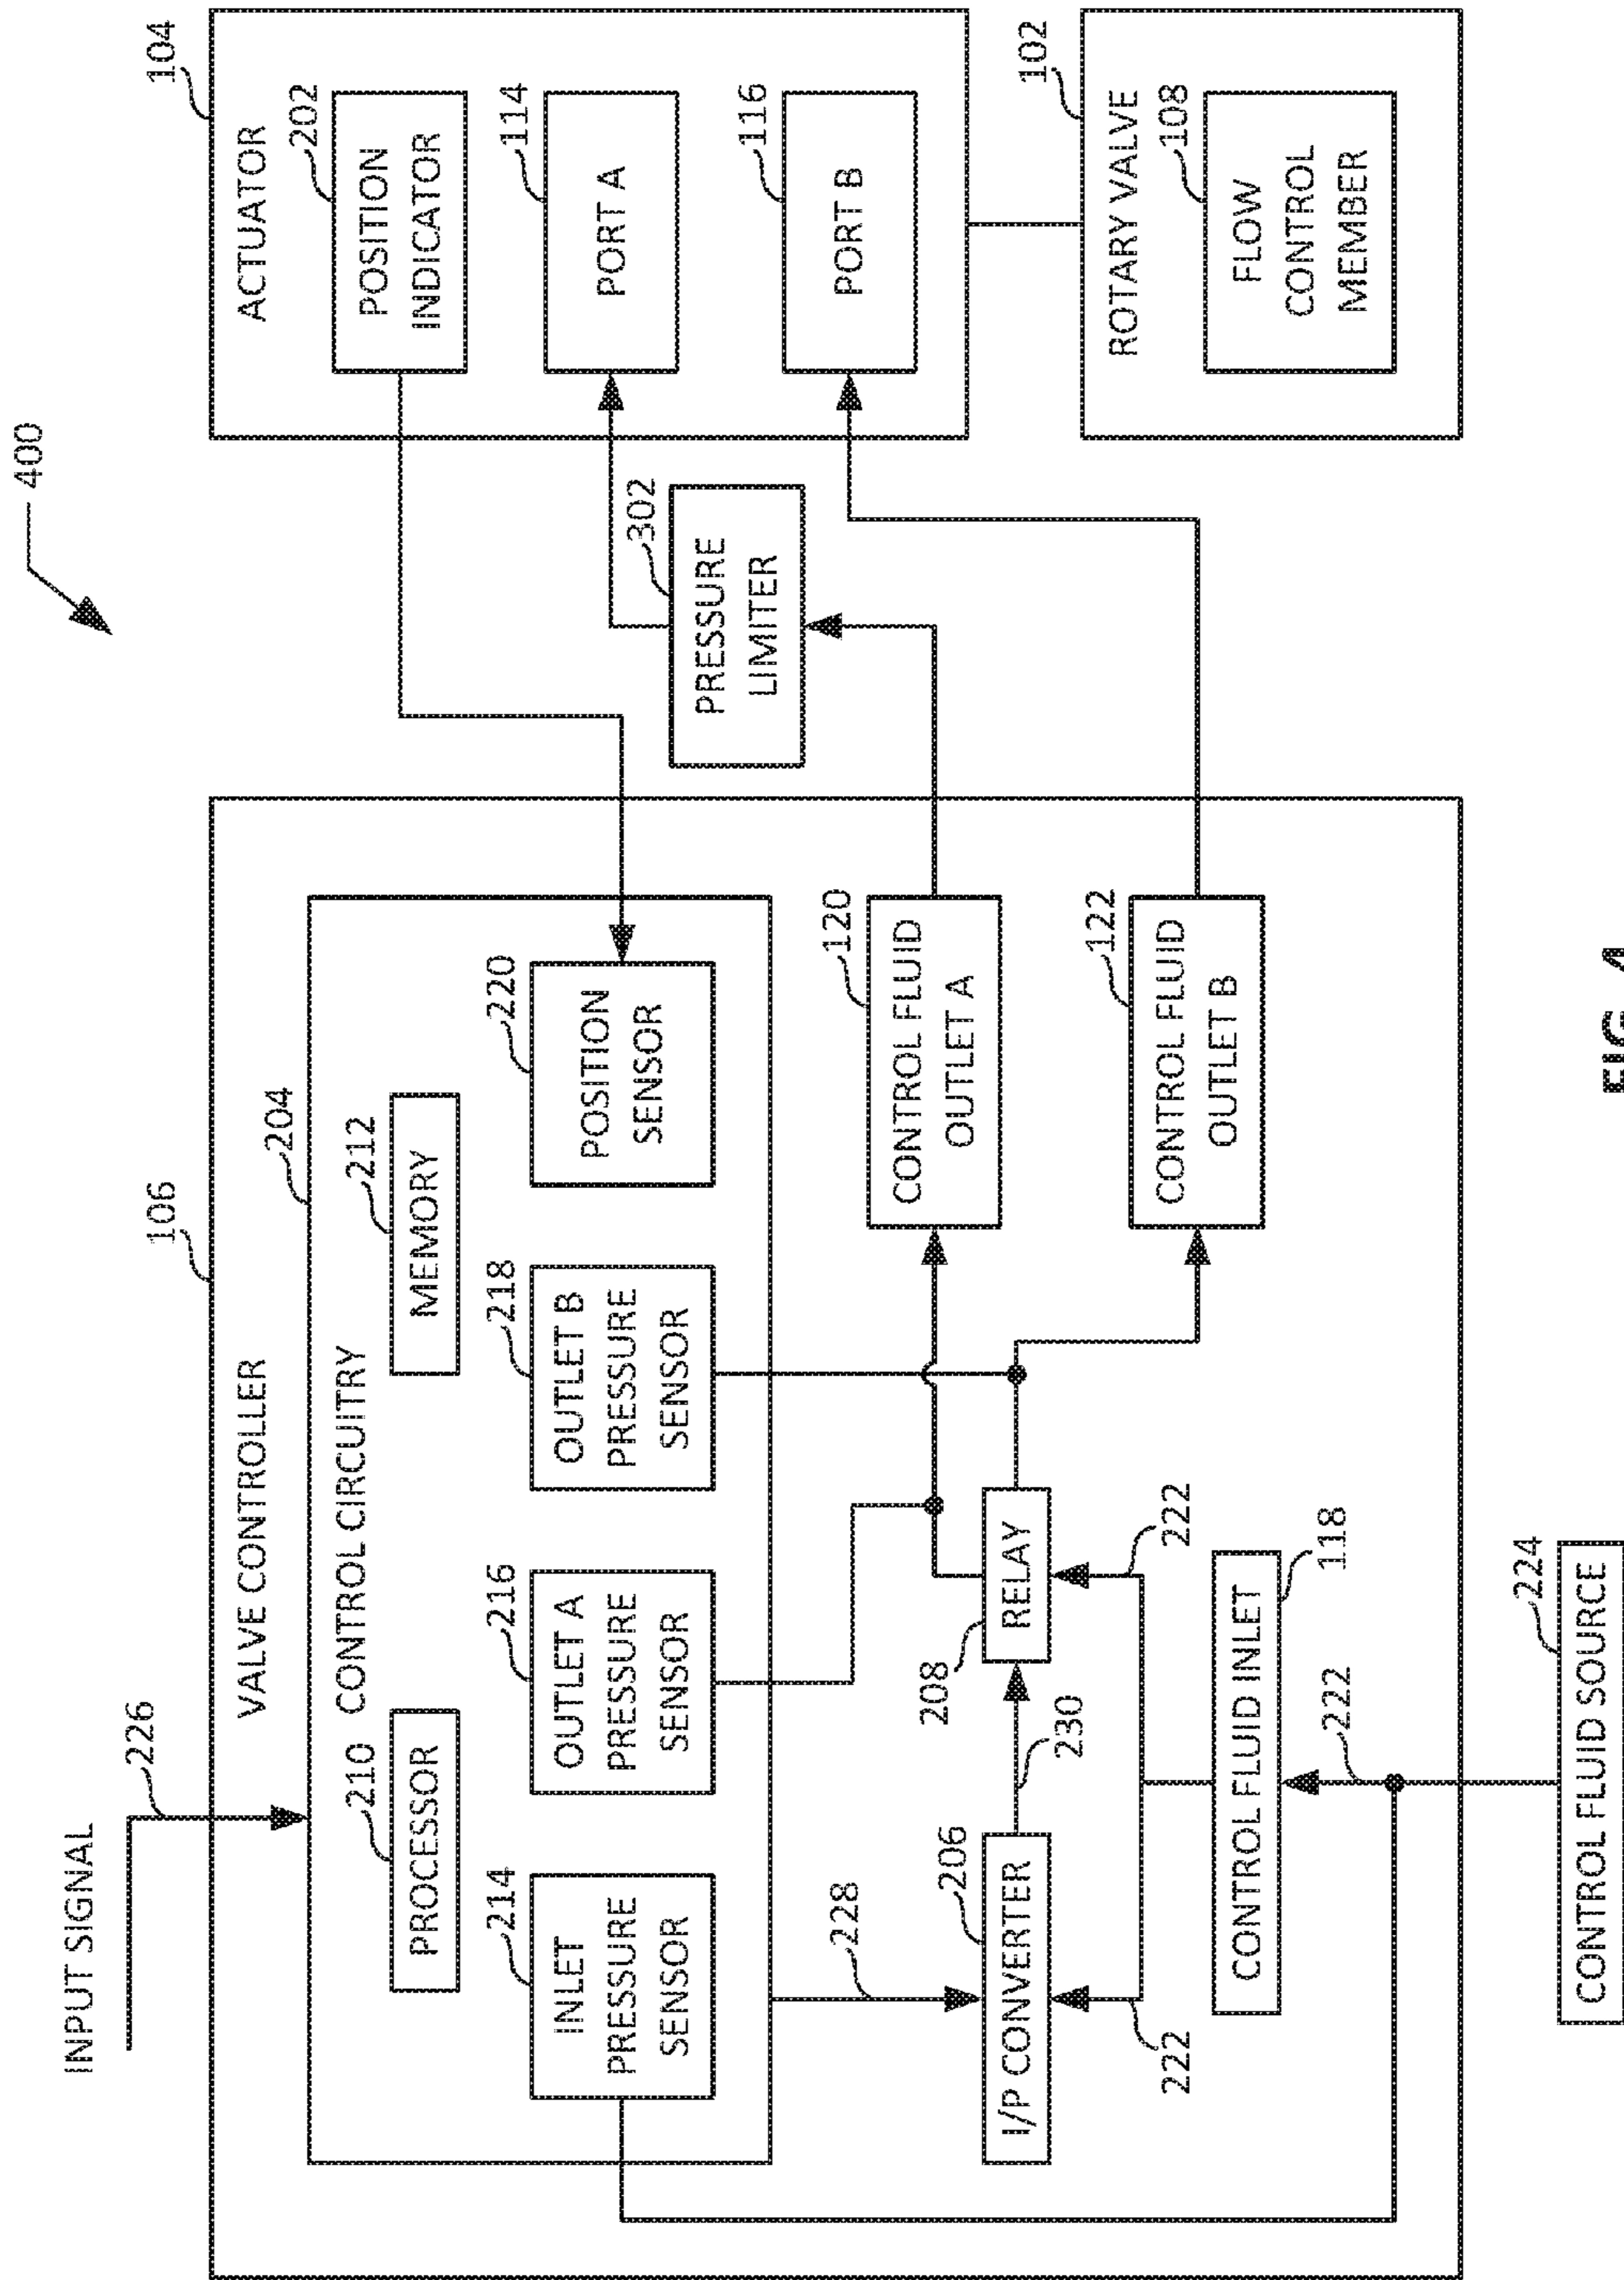 400
INPUT SIGNAL
226
106
VALVE CONTROLLER
204
CONTROL CIRCUITRY
210
PROCESSOR
212
MEMORY
214
INLET
PRESSURE
SENSOR
216
OUTLET A
PRESSURE
SENSOR
218
OUTLET B
PRESSURE
SENSOR
220
POSITION
SENSOR
228
206
I/P CONVERTER
230
208
RELAY
222
222
120
CONTROL FLUID
OUTLET A
122
CONTROL FLUID
OUTLET B
118
CONTROL FLUID INLET
222
224
CONTROL FLUID SOURCE
302
PRESSURE
LIMITER
104
ACTUATOR
202
POSITION
INDICATOR
114
PORT A
116
PORT B
102
ROTARY VALVE
108
FLOW
CONTROL
MEMBER
FIG. 4